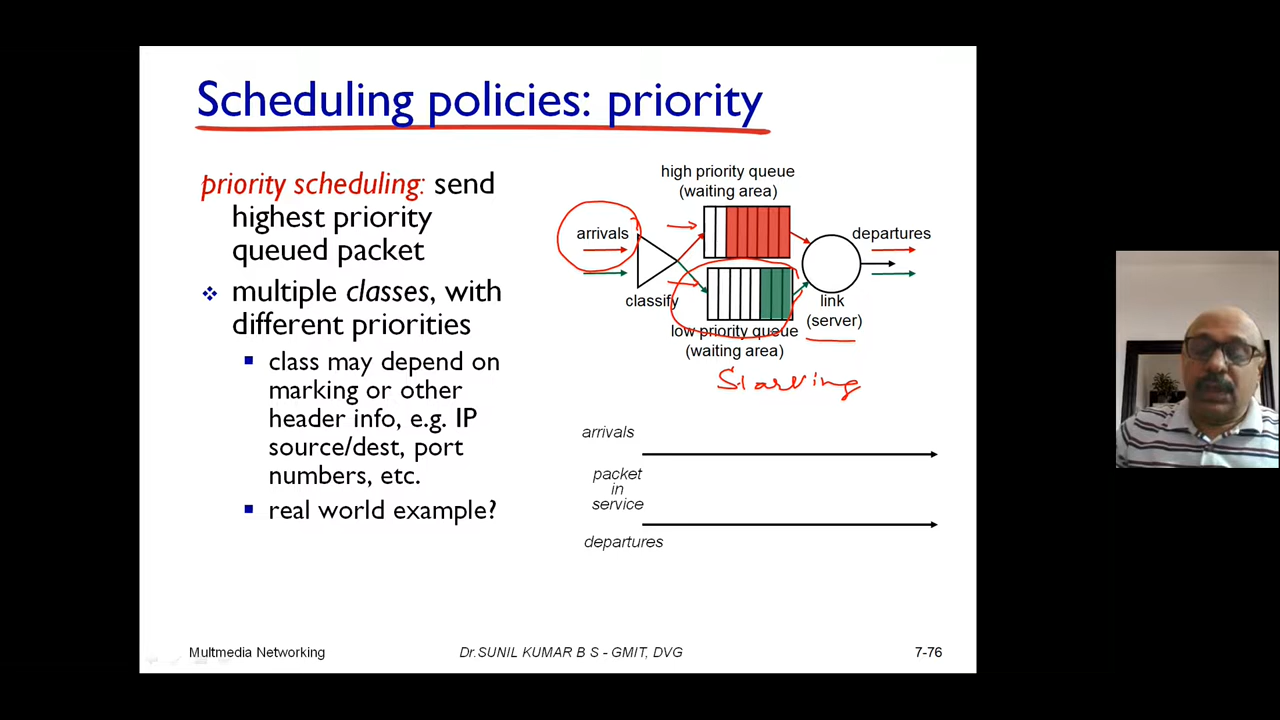 Scheduling policies: priority
priority scheduling: send
highest priority
queued packet
multiple classes, with
different priorities
class may depend on
marking or other
header info, e.g. IP
source/dest, port
numbers, etc.
real world example?
high priority queue
(waiting area)
arrivals
departures
classify
link
(server)
low priority queue
(waiting area)
Starving
arrivals
packet
in
service
departures
Multmedia Networking
Dr.SUNIL KUMAR B S - GMIT, DVG
7-76